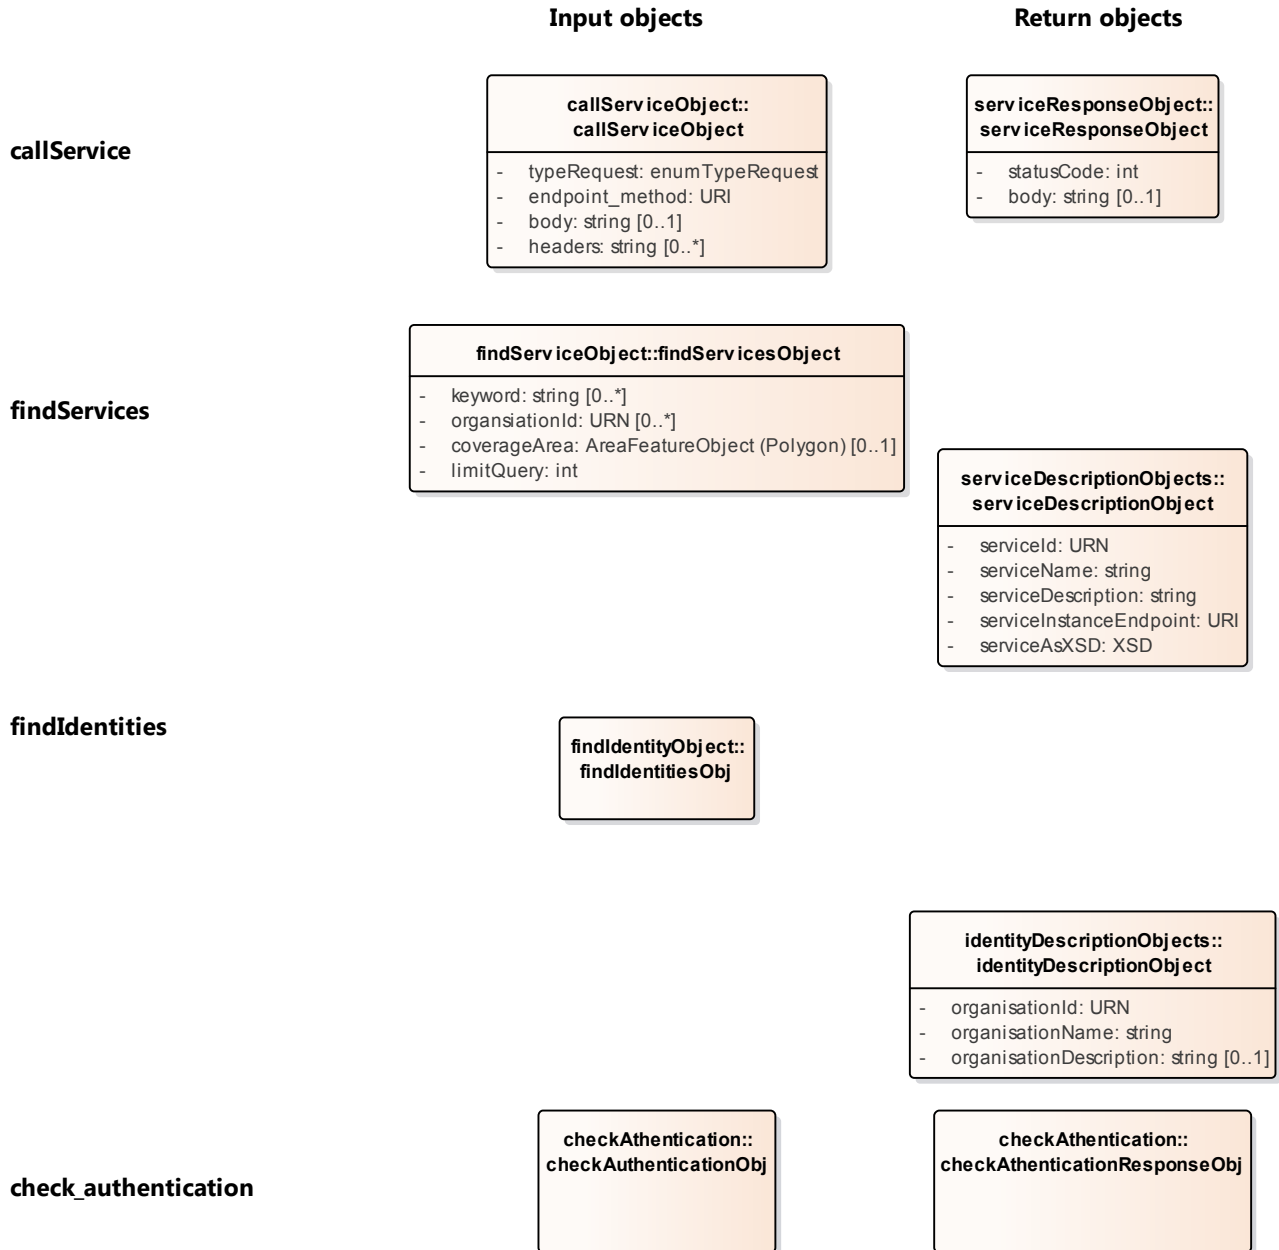 Input objects
Return objects
callService
callServiceObject::
callServiceObject
- typeRequest: enumTypeRequest
- endpoint_method: URI
- body: string [0..1]
- headers: string [0..*]
serviceResponseObject::
serviceResponseObject
- statusCode: int
- body: string [0..1]
findServices
findServiceObject::findServicesObject
- keyword: string [0..*]
- organsiationId: URN [0..*]
- coverageArea: AreaFeatureObject (Polygon) [0..1]
- limitQuery: int
serviceDescriptionObjects::
serviceDescriptionObject
- serviceId: URN
- serviceName: string
- serviceDescription: string
- serviceInstanceEndpoint: URI
- serviceAsXSD: XSD
findIdentities
findIdentityObject::
findIdentitiesObj
identityDescriptionObjects::
identityDescriptionObject
- organisationId: URN
- organisationName: string
- organisationDescription: string [0..1]
check_authentication
checkAthentication::
checkAuthenticationObj
checkAthentication::
checkAthenticationResponseObj